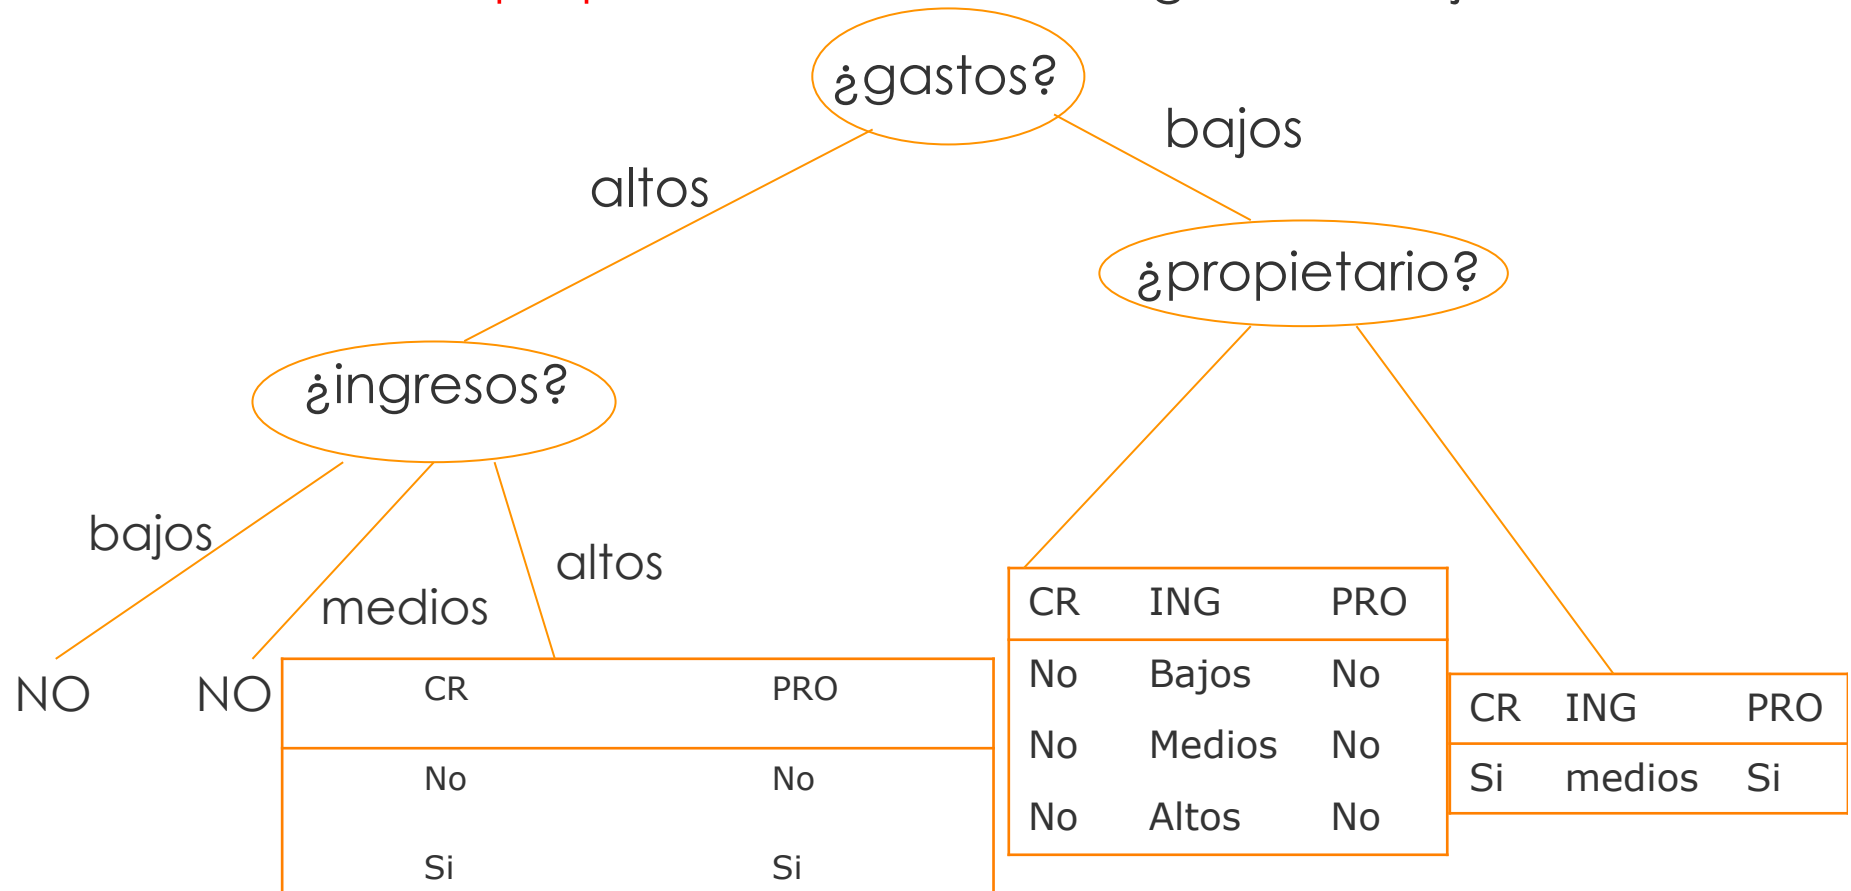 ¿gastos?
bajos
altos
¿propietario?
¿ingresos?
bajos
altos
medios
NO
NO
CR PRO
No No
Si Si
CR ING PRO
No Bajos No
No Medios No
No Altos No
CR ING PRO
Si medios Si